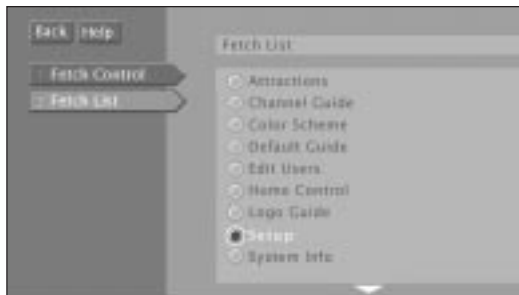 Back Help
Fetch Control
Fetch List
Fetch List
Attractions
Channel Guide
Color Scheme
Default Guide
Edit Users
Home Control
Logo Guide
Setup
System Info